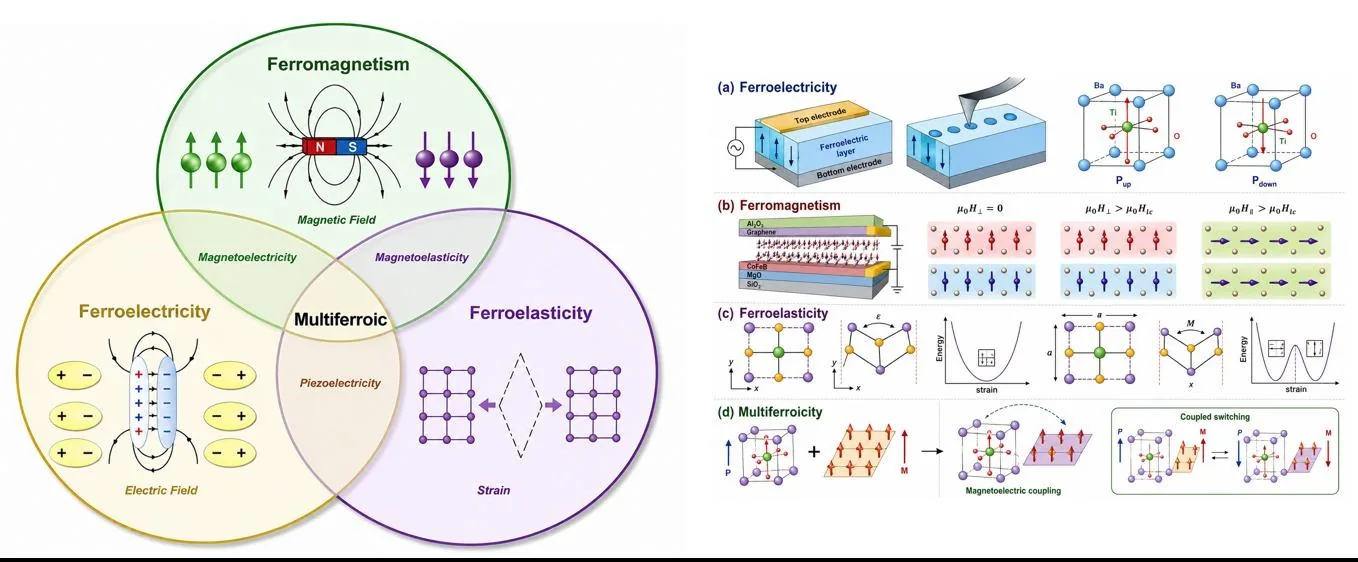 Ferromagnetism
N S
Magnetic Field
Magnetoelectricity
Magnetoelasticity
Ferroelectricity
Multiferroic
Ferroelasticity
Piezoelectricity
+ −
+ −
+ −
+ −
+ −
+ −
+ −
− +
− +
− +
Electric Field
Strain
(a) Ferroelectricity
Top electrode
Ferroelectric
layer
Bottom electrode
Ba
Ti
O
P_up
Ba
Ti
O
P_down
(b) Ferromagnetism
Al₂O₃
Graphene
CoFeB
MgO
SiO₂
μ₀H⊥ = 0
μ₀H⊥ > μ₀H_lc
μ₀H∥ > μ₀H_lc
(c) Ferroelasticity
y
x
ε
y
x
Energy
strain
a
a
M
x
Energy
strain
(d) Multiferroicity
P
+
M
Magnetoelectric coupling
Coupled switching
P
M
P
M